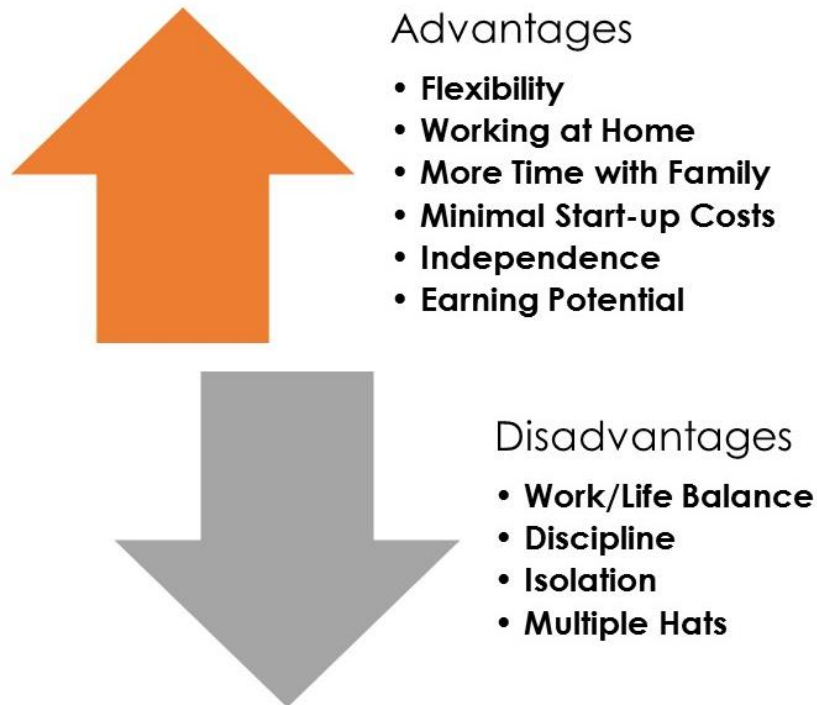 Advantages
• Flexibility
• Working at Home
• More Time with Family
• Minimal Start-up Costs
• Independence
• Earning Potential
Disadvantages
• Work/Life Balance
• Discipline
• Isolation
• Multiple Hats